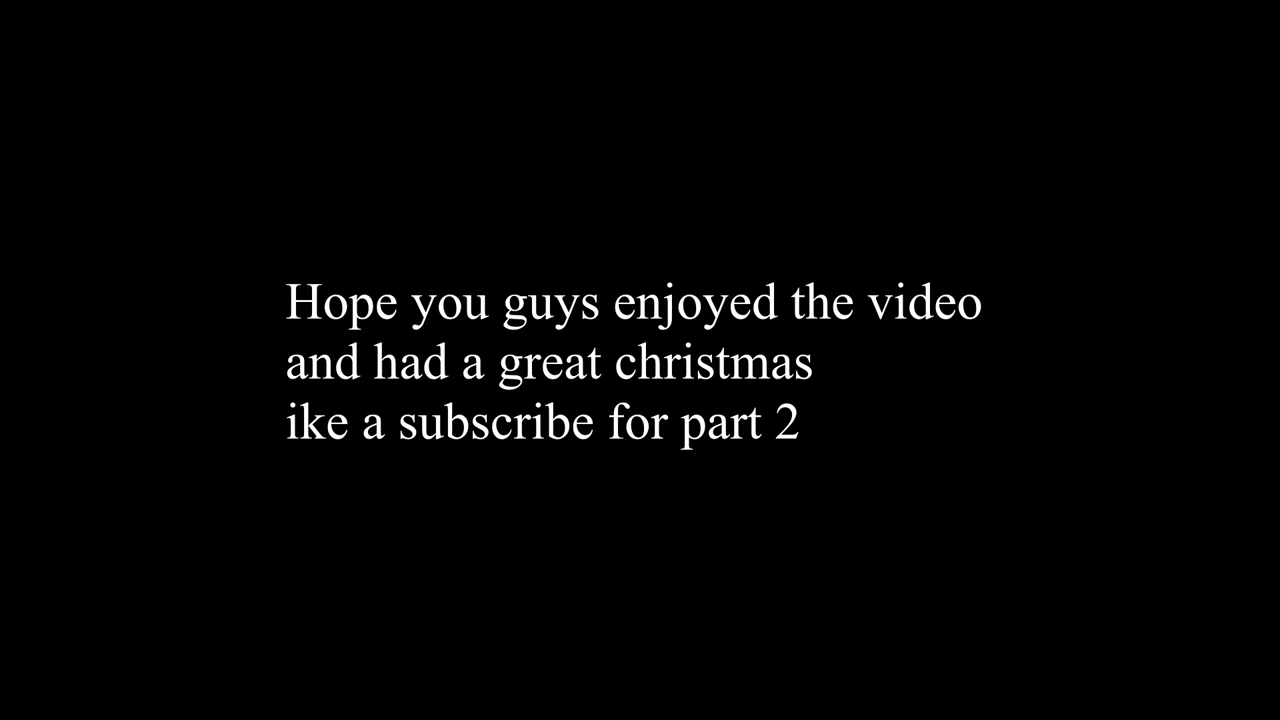 Hope you guys enjoyed the video
and had a great christmas
ike a subscribe for part 2